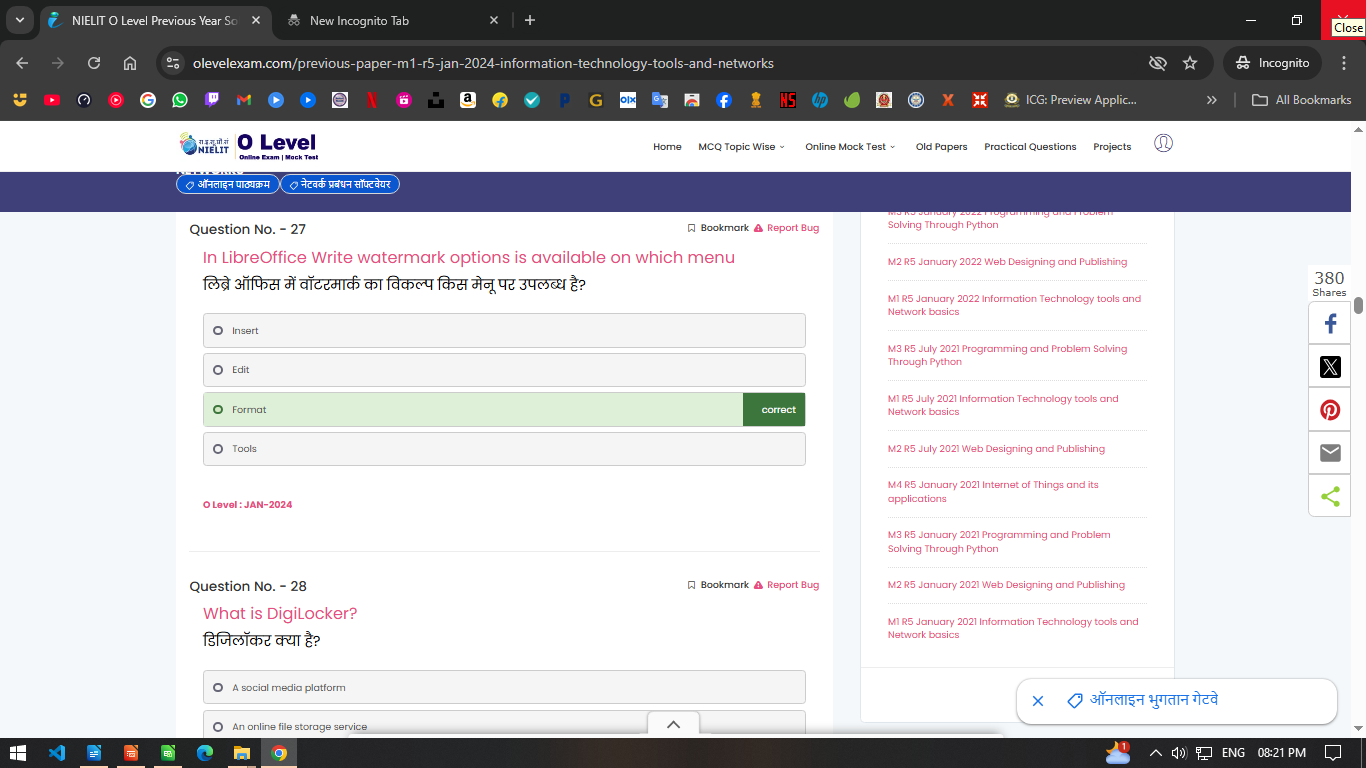 NIELIT O Level Previous Year So
New Incognito Tab
Close
olevelexam.com/previous-paper-m1-r5-jan-2024-information-technology-tools-and-networks
Incognito
ICG: Preview Applic...
All Bookmarks
रा.इ.सू.प्रौ.सं
NIELIT
O Level
Online Exam | Mock Test
Home
MCQ Topic Wise
Online Mock Test
Old Papers
Practical Questions
Projects
ऑनलाइन पाठ्यक्रम
नेटवर्क प्रबंधन सॉफ्टवेयर
Question No. - 27
Bookmark
Report Bug
In LibreOffice Write watermark options is available on which menu
लिब्रे ऑफिस में वॉटरमार्क का विकल्प किस मेनू पर उपलब्ध है?
Insert
Edit
Format
correct
Tools
O Level : JAN-2024
Question No. - 28
Bookmark
Report Bug
What is DigiLocker?
डिजिलॉकर क्या है?
A social media platform
An online file storage service
M3 R5 January 2022 Programming and Problem
Solving Through Python
M2 R5 January 2022 Web Designing and Publishing
M1 R5 January 2022 Information Technology tools and
Network basics
M3 R5 July 2021 Programming and Problem Solving
Through Python
M1 R5 July 2021 Information Technology tools and
Network basics
M2 R5 July 2021 Web Designing and Publishing
M4 R5 January 2021 Internet of Things and its
applications
M3 R5 January 2021 Programming and Problem
Solving Through Python
M2 R5 January 2021 Web Designing and Publishing
M1 R5 January 2021 Information Technology tools and
Network basics
380
Shares
ऑनलाइन भुगतान गेटवे
1
ENG
08:21 PM